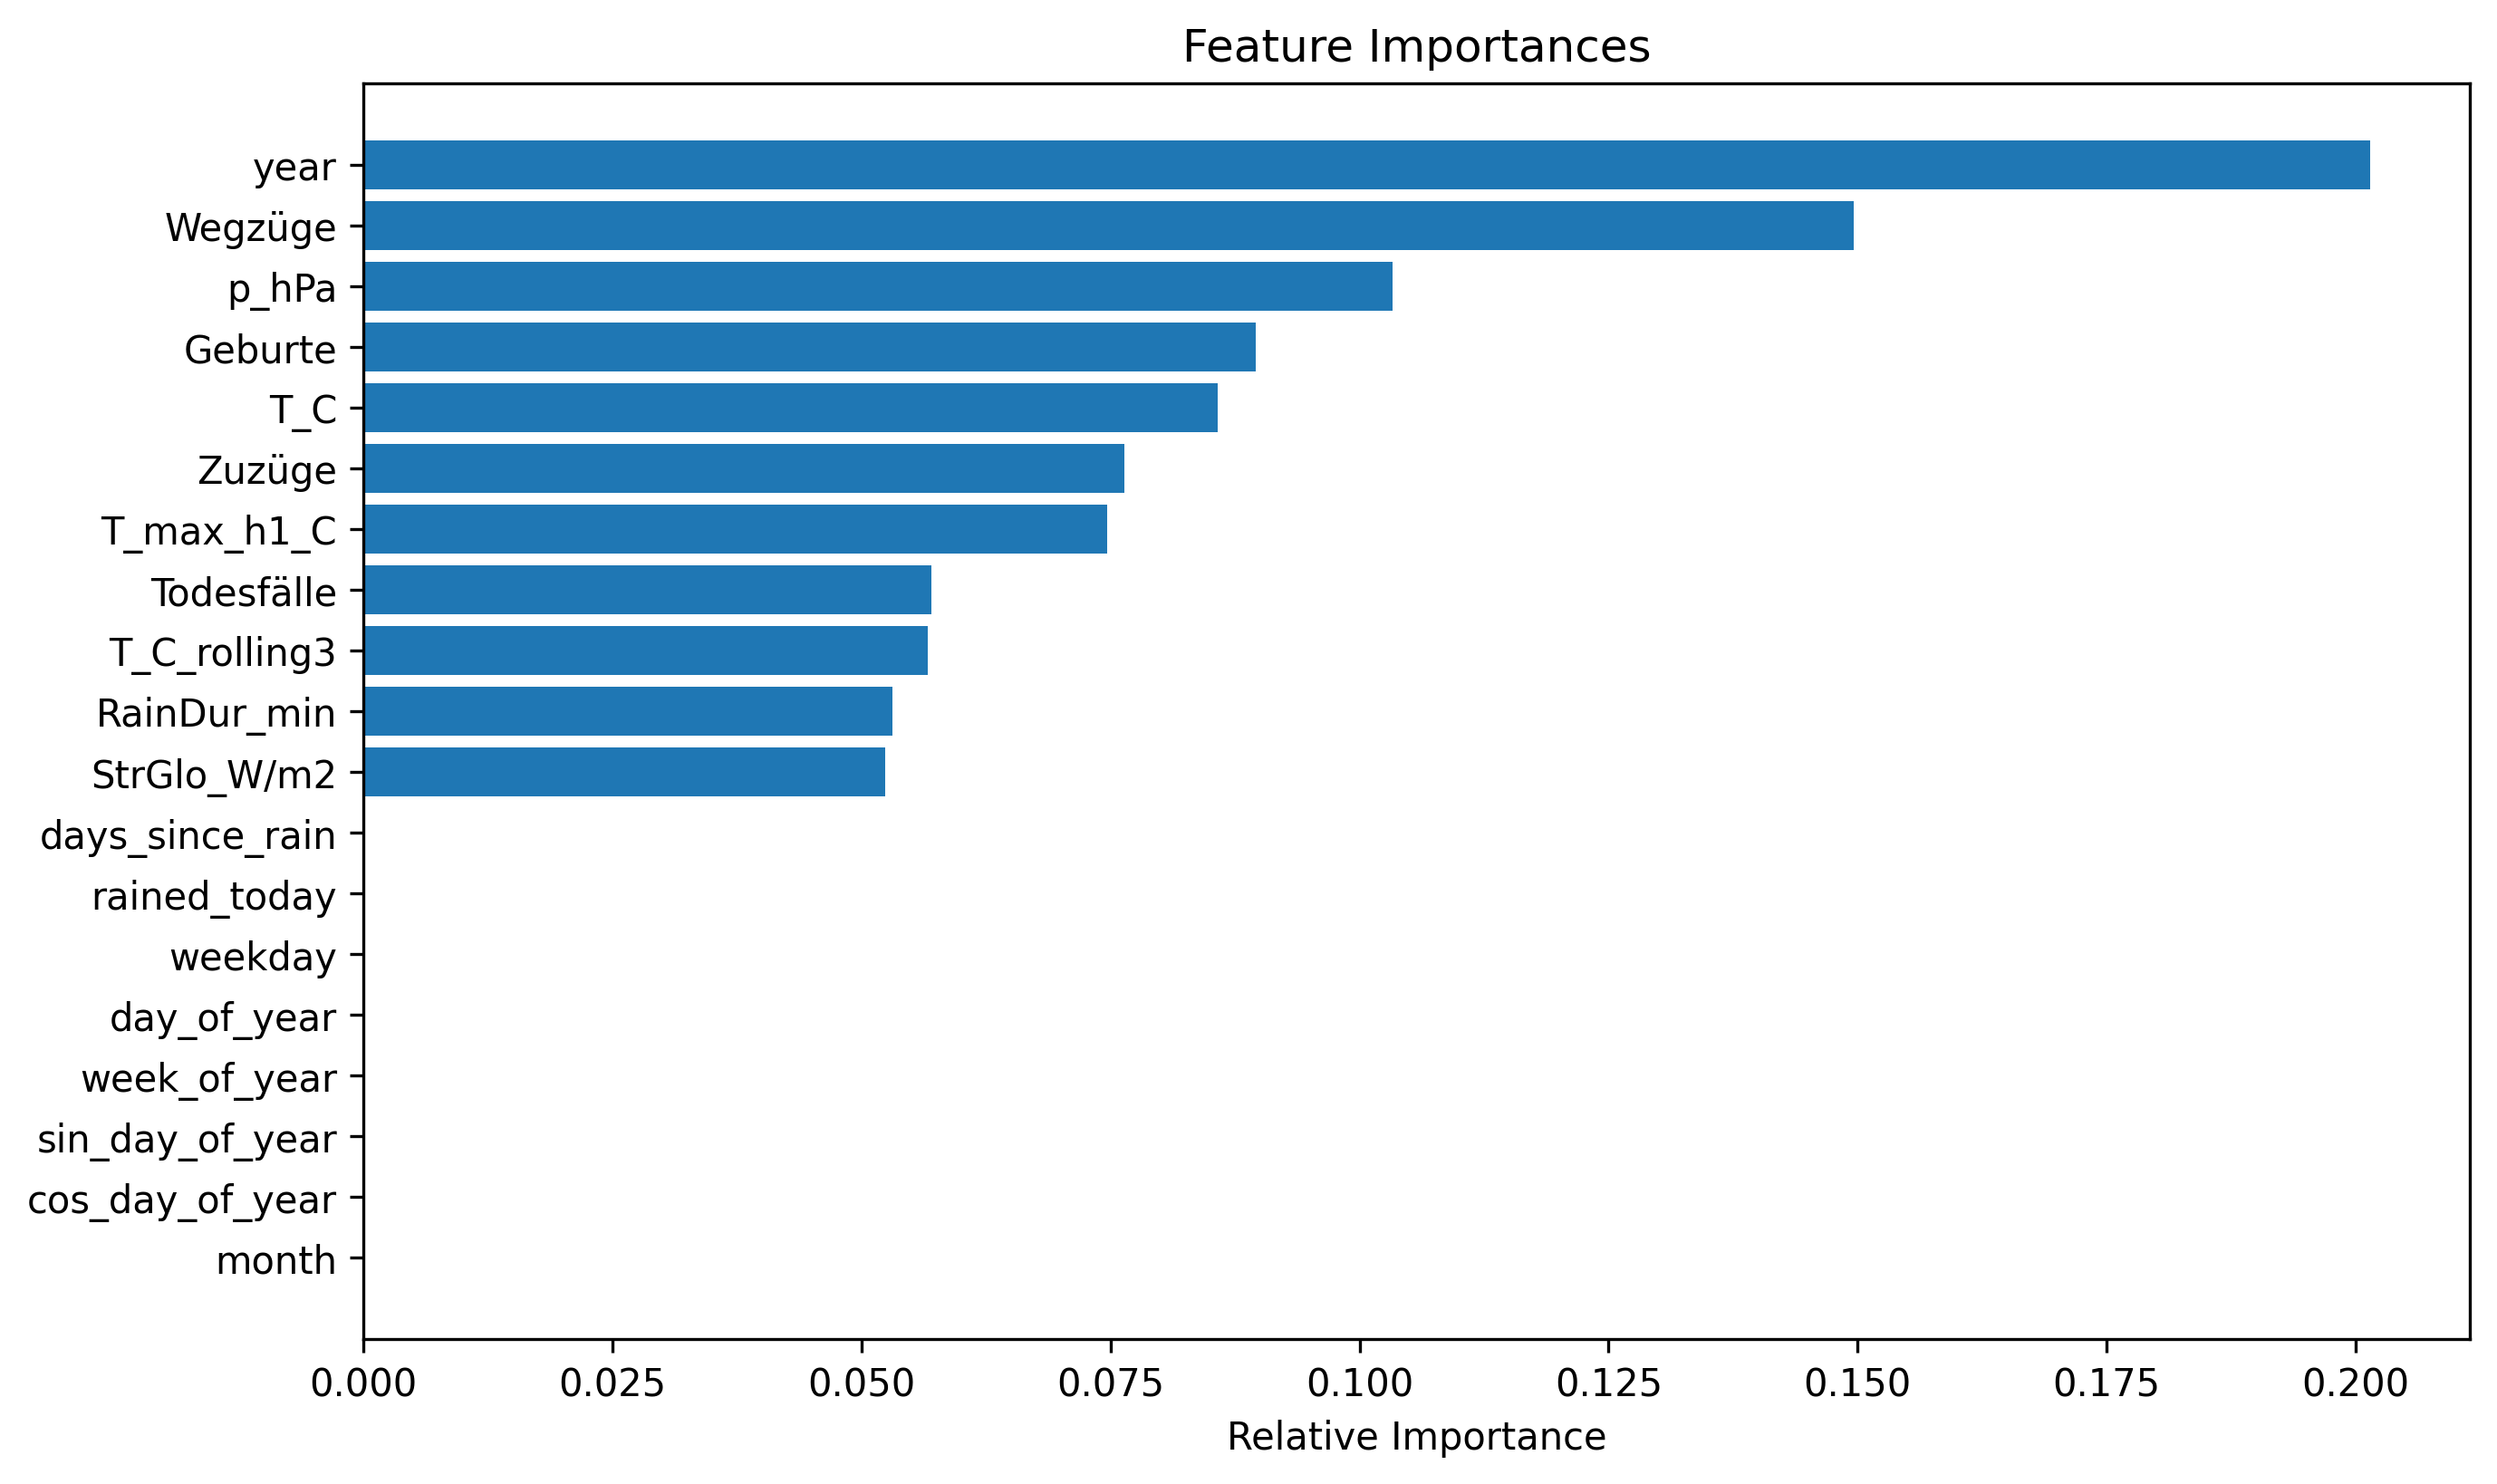 Feature Importances
year
Wegzüge
p_hPa
Geburte
T_C
Zuzüge
T_max_h1_C
Todesfälle
T_C_rolling3
RainDur_min
StrGlo_W/m2
days_since_rain
rained_today
weekday
day_of_year
week_of_year
sin_day_of_year
cos_day_of_year
month
0.000 0.025 0.050 0.075 0.100 0.125 0.150 0.175 0.200
Relative Importance